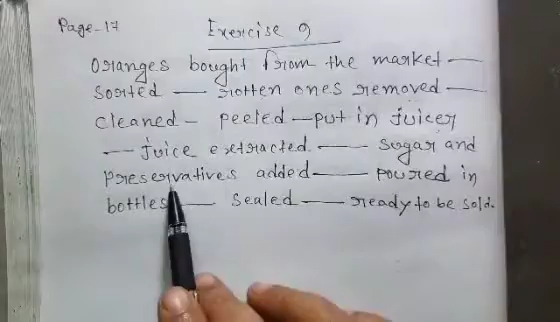 Page-17
Exercise 9
Oranges bought from the market —
sorted — rotten ones removed —
cleaned - peeled - put in juicer
— juice extracted. — sugar and
preservatives added — poured in
bottles — sealed — ready to be sold.